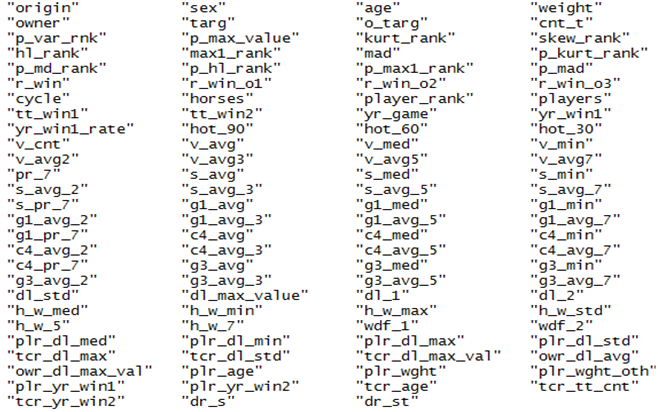 "origin" "sex" "age" "weight"
"owner" "targ" "o_targ" "cnt_t"
"p_var_rnk" "p_max_value" "kurt_rank" "skew_rank"
"hl_rank" "max1_rank" "mad" "p_kurt_rank"
"p_md_rank" "p_hl_rank" "p_max1_rank" "p_mad"
"r_win" "r_win_o1" "r_win_o2" "r_win_o3"
"cycle" "horses" "player_rank" "players"
"tt_win1" "tt_win2" "yr_game" "yr_win1"
"yr_win1_rate" "hot_90" "hot_60" "hot_30"
"v_cnt" "v_avg" "v_med" "v_min"
"v_avg2" "v_avg3" "v_avg5" "v_avg7"
"pr_7" "s_avg" "s_med" "s_min"
"s_avg_2" "s_avg_3" "s_avg_5" "s_avg_7"
"s_pr_7" "g1_avg" "g1_med" "g1_min"
"g1_avg_2" "g1_avg_3" "g1_avg_5" "g1_avg_7"
"g1_pr_7" "c4_avg" "c4_med" "c4_min"
"c4_avg_2" "c4_avg_3" "c4_avg_5" "c4_avg_7"
"c4_pr_7" "g3_avg" "g3_med" "g3_min"
"g3_avg_2" "g3_avg_3" "g3_avg_5" "g3_avg_7"
"dl_std" "dl_max_value" "dl_1" "dl_2"
"h_w_med" "h_w_min" "h_w_max" "h_w_std"
"h_w_5" "h_w_7" "wdf_1" "wdf_2"
"plr_dl_med" "plr_dl_min" "plr_dl_max" "plr_dl_std"
"tcr_dl_max" "tcr_dl_std" "tcr_dl_max_val" "owr_dl_avg"
"owr_dl_max_val" "plr_age" "plr_wght" "plr_wght_oth"
"plr_yr_win1" "plr_yr_win2" "tcr_age" "tcr_tt_cnt"
"tcr_yr_win2" "dr_s" "dr_st"